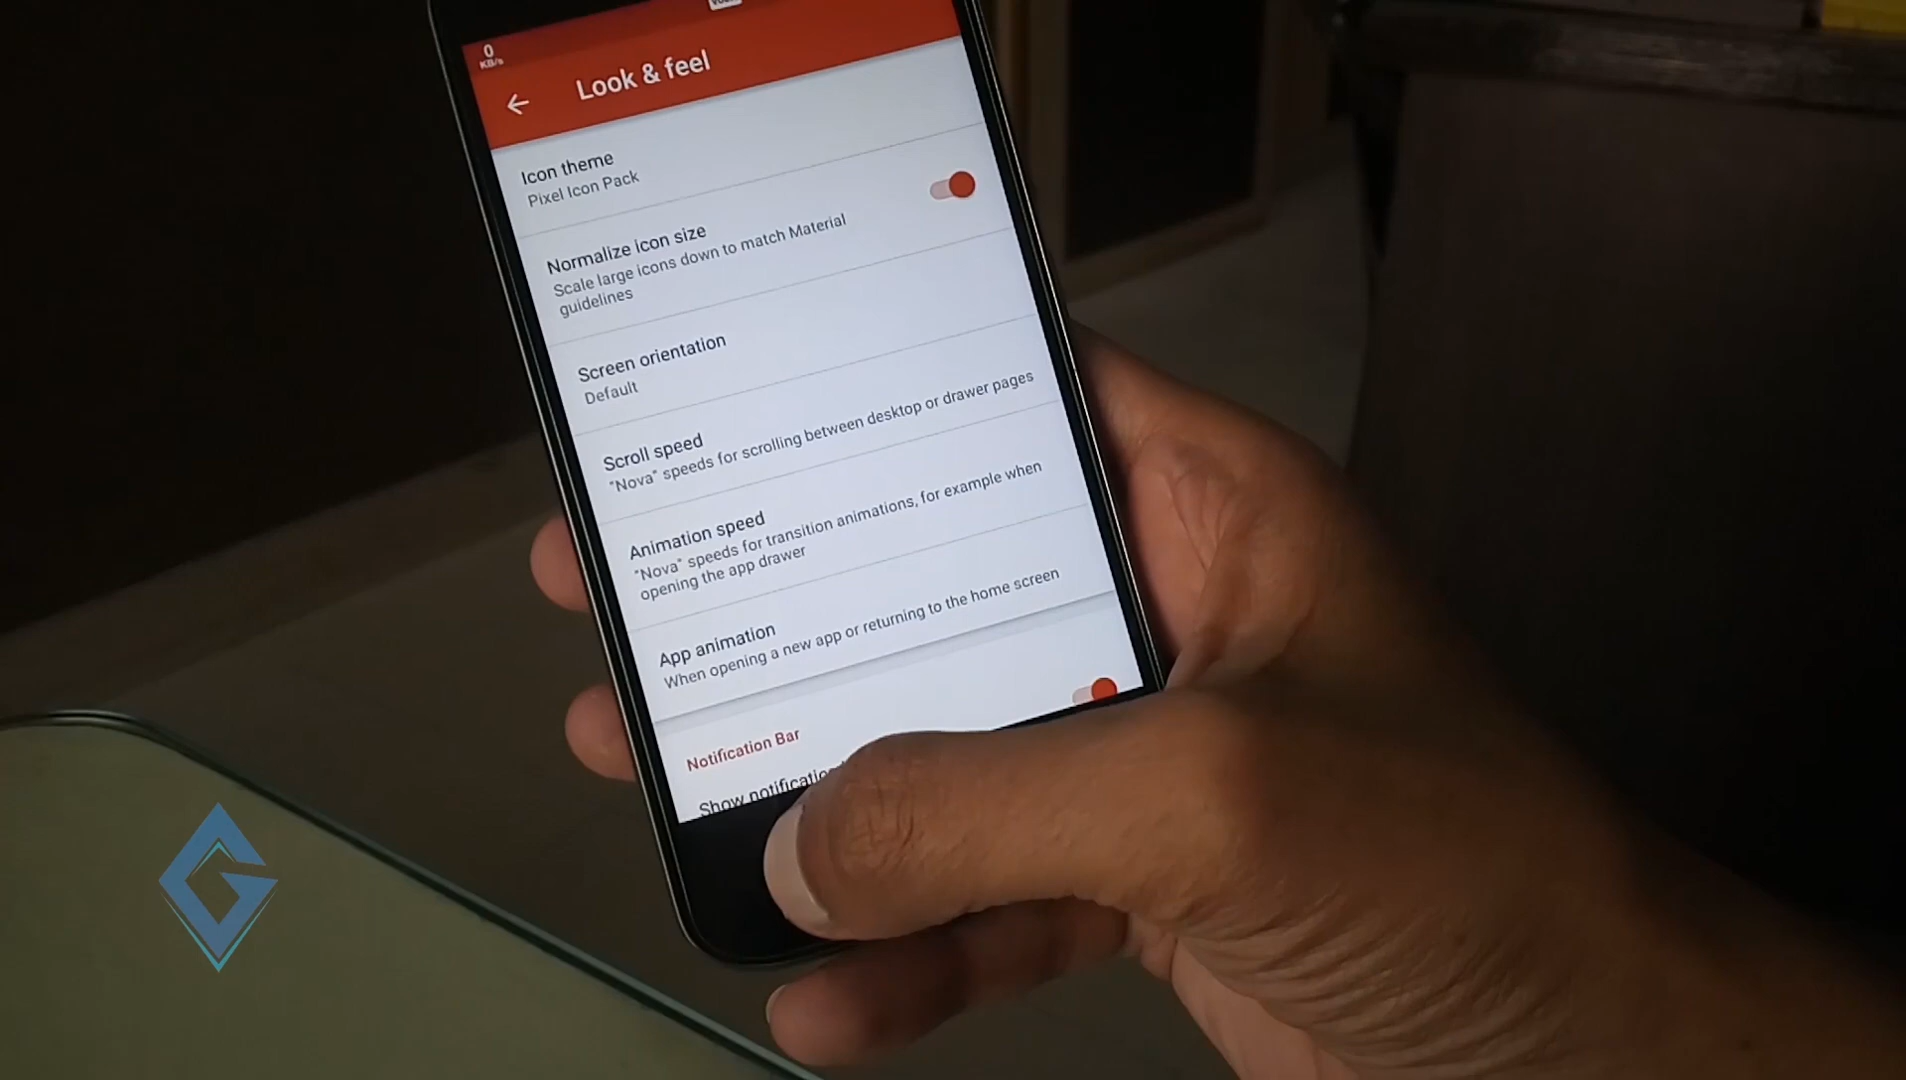 0
KB/s
Look & feel
Icon theme
Pixel Icon Pack
Normalize icon size
Scale large icons down to match Material
guidelines
Screen orientation
Default
Scroll speed
"Nova" speeds for scrolling between desktop or drawer pages
Animation speed
"Nova" speeds for transition animations, for example when
opening the app drawer
App animation
When opening a new app or returning to the home screen
Notification Bar
Show